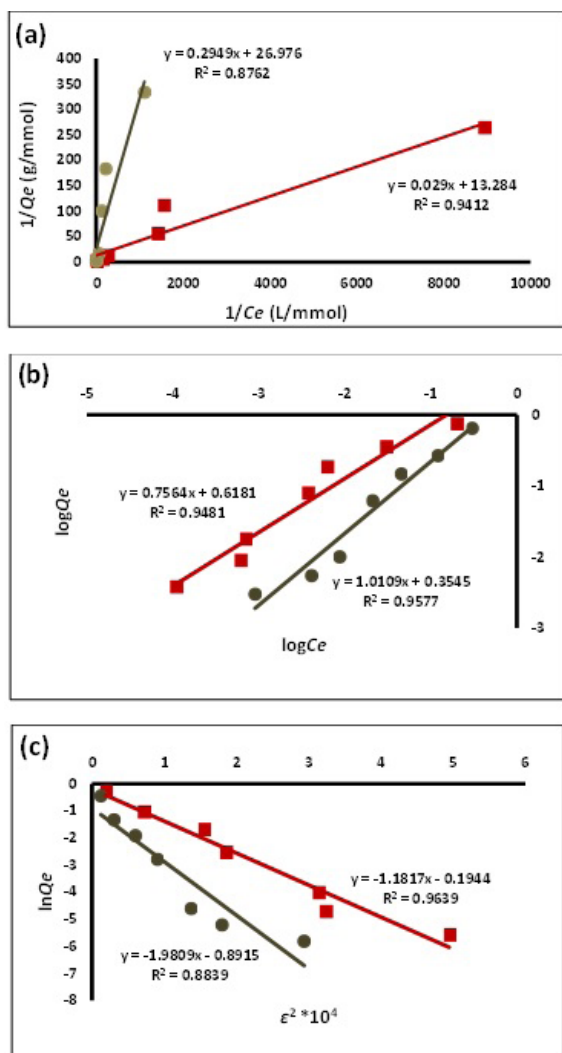 (a)
y = 0.2949x + 26.976
R² = 0.8762
400
350
300
250
200
150
100
50
0
1/Qe (g/mmol)
y = 0.029x + 13.284
R² = 0.9412
0 2000 4000 6000 8000 10000
1/Ce (L/mmol)
(b)
-5 -4 -3 -2 -1 0
0
-1
-2
-3
logQe
y = 0.7564x + 0.6181
R² = 0.9481
y = 1.0109x + 0.3545
R² = 0.9577
logCe
(c)
0 1 2 3 4 5 6
0
-1
-2
-3
-4
-5
-6
-7
-8
lnQe
y = -1.1817x - 0.1944
R² = 0.9639
y = -1.9809x - 0.8915
R² = 0.8839
ε² *10⁴